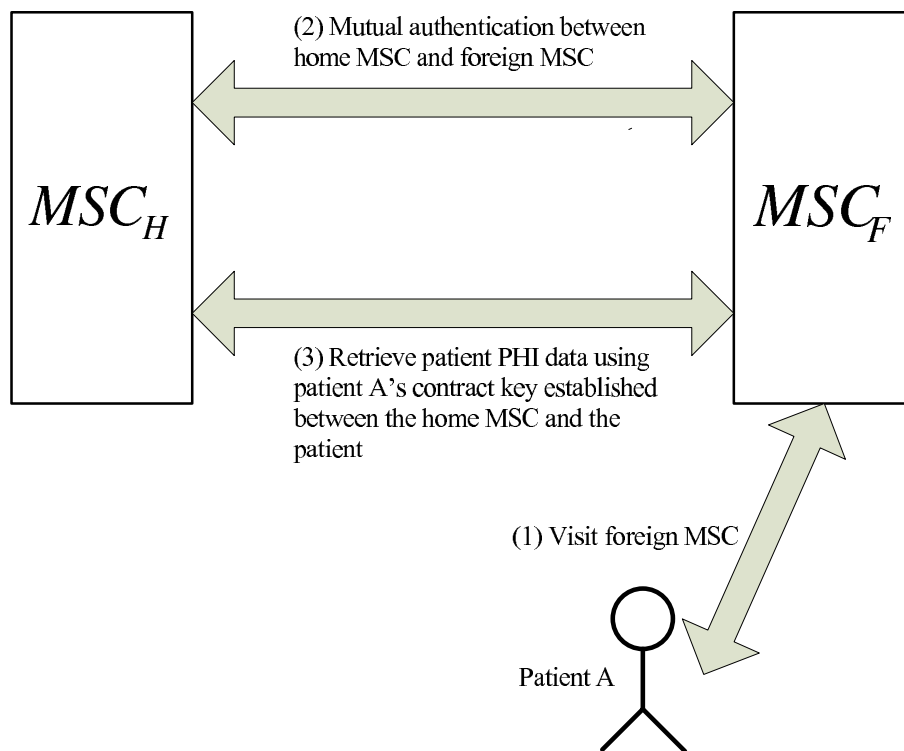 (2) Mutual authentication between
home MSC and foreign MSC
MSC_H
MSC_F
(3) Retrieve patient PHI data using
patient A’s contract key established
between the home MSC and the
patient
(1) Visit foreign MSC
Patient A